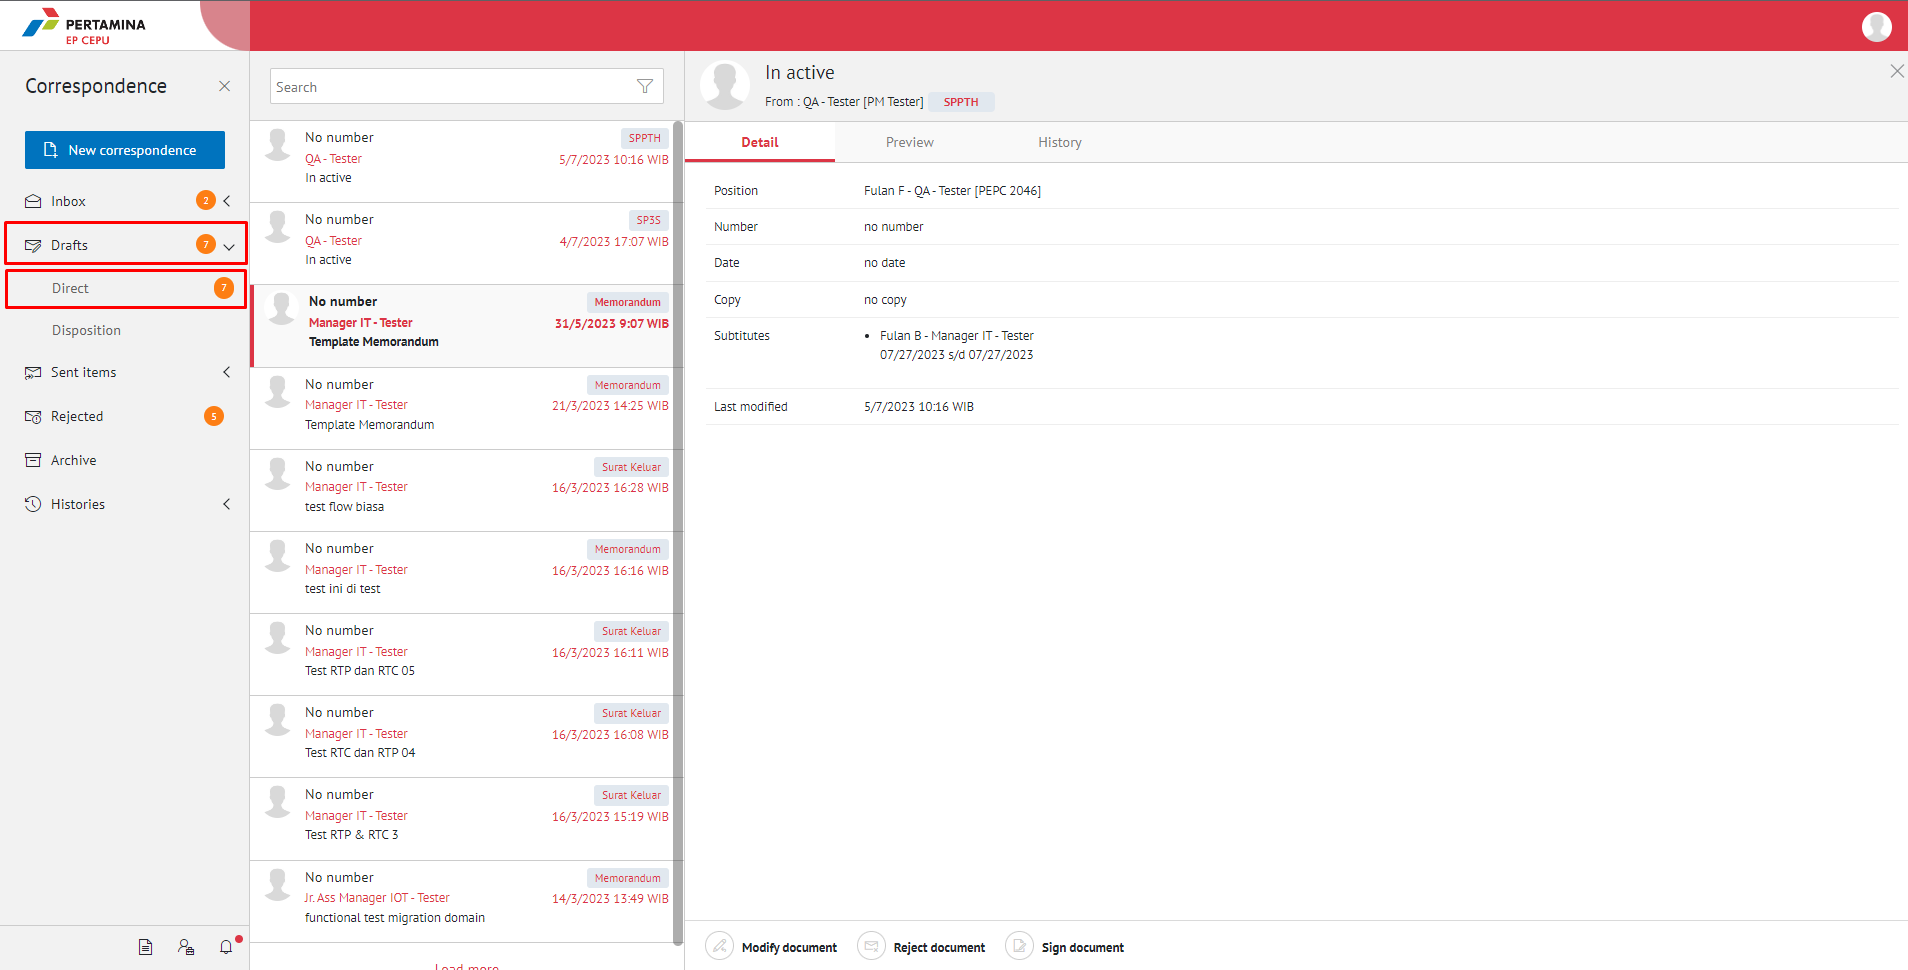 PERTAMINA
EP CEPU
Correspondence
New correspondence
Inbox 2
Drafts 7
Direct 7
Disposition
Sent items
Rejected 5
Archive
Histories
Search
No number SPPTH
QA - Tester 5/7/2023 10:16 WIB
In active
No number SP3S
QA - Tester 4/7/2023 17:07 WIB
In active
No number Memorandum
Manager IT - Tester 31/5/2023 9:07 WIB
Template Memorandum
No number Memorandum
Manager IT - Tester 21/3/2023 14:25 WIB
Template Memorandum
No number Surat Keluar
Manager IT - Tester 16/3/2023 16:28 WIB
test flow biasa
No number Memorandum
Manager IT - Tester 16/3/2023 16:16 WIB
test ini di test
No number Surat Keluar
Manager IT - Tester 16/3/2023 16:11 WIB
Test RTP dan RTC 05
No number Surat Keluar
Manager IT - Tester 16/3/2023 16:08 WIB
Test RTC dan RTP 04
No number Surat Keluar
Manager IT - Tester 16/3/2023 15:19 WIB
Test RTP & RTC 3
No number Memorandum
Jr. Ass Manager IOT - Tester 14/3/2023 13:49 WIB
functional test migration domain
Load more
In active
From : QA - Tester [PM Tester] SPPTH
Detail Preview History
Position Fulan F - QA - Tester [PEPC 2046]
Number no number
Date no date
Copy no copy
Subtitutes • Fulan B - Manager IT - Tester
07/27/2023 s/d 07/27/2023
Last modified 5/7/2023 10:16 WIB
Modify document Reject document Sign document